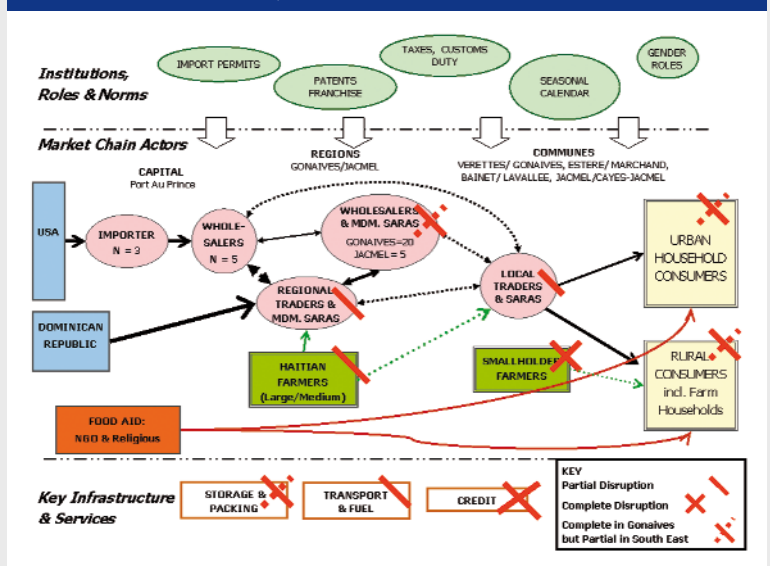 Institutions,
Roles & Norms
IMPORT PERMITS
PATENTS
FRANCHISE
TAXES, CUSTOMS
DUTY
SEASONAL
CALENDAR
GENDER
ROLES
Market Chain Actors
CAPITAL
Port Au Prince
REGIONS
GONAIVES/JACMEL
COMMUNES
VERETTES/ GONAIVES, ESTERE/ MARCHAND,
BAINET/ LAVALLEE, JACMEL/CAYES-JACMEL
USA
IMPORTER
N = 3
WHOLE-
SALERS
N = 5
WHOLESALERS
& MDM. SARAS
GONAIVES=20
JACMEL= 5
REGIONAL
TRADERS &
MDM. SARAS
LOCAL
TRADERS
& SARAS
URBAN
HOUSEHOLD
CONSUMERS
DOMINICAN
REPUBLIC
HAITIAN
FARMERS
(Large/Medium)
SMALLHOLDER
FARMERS
RURAL
CONSUMERS
incl. Farm
Households
FOOD AID:
NGO & Religious
Key Infrastructure
& Services
STORAGE &
PACKING
TRANSPORT
& FUEL
CREDIT
KEY
Partial Disruption
Complete Disruption
Complete in Gonaives
but Partial in South East